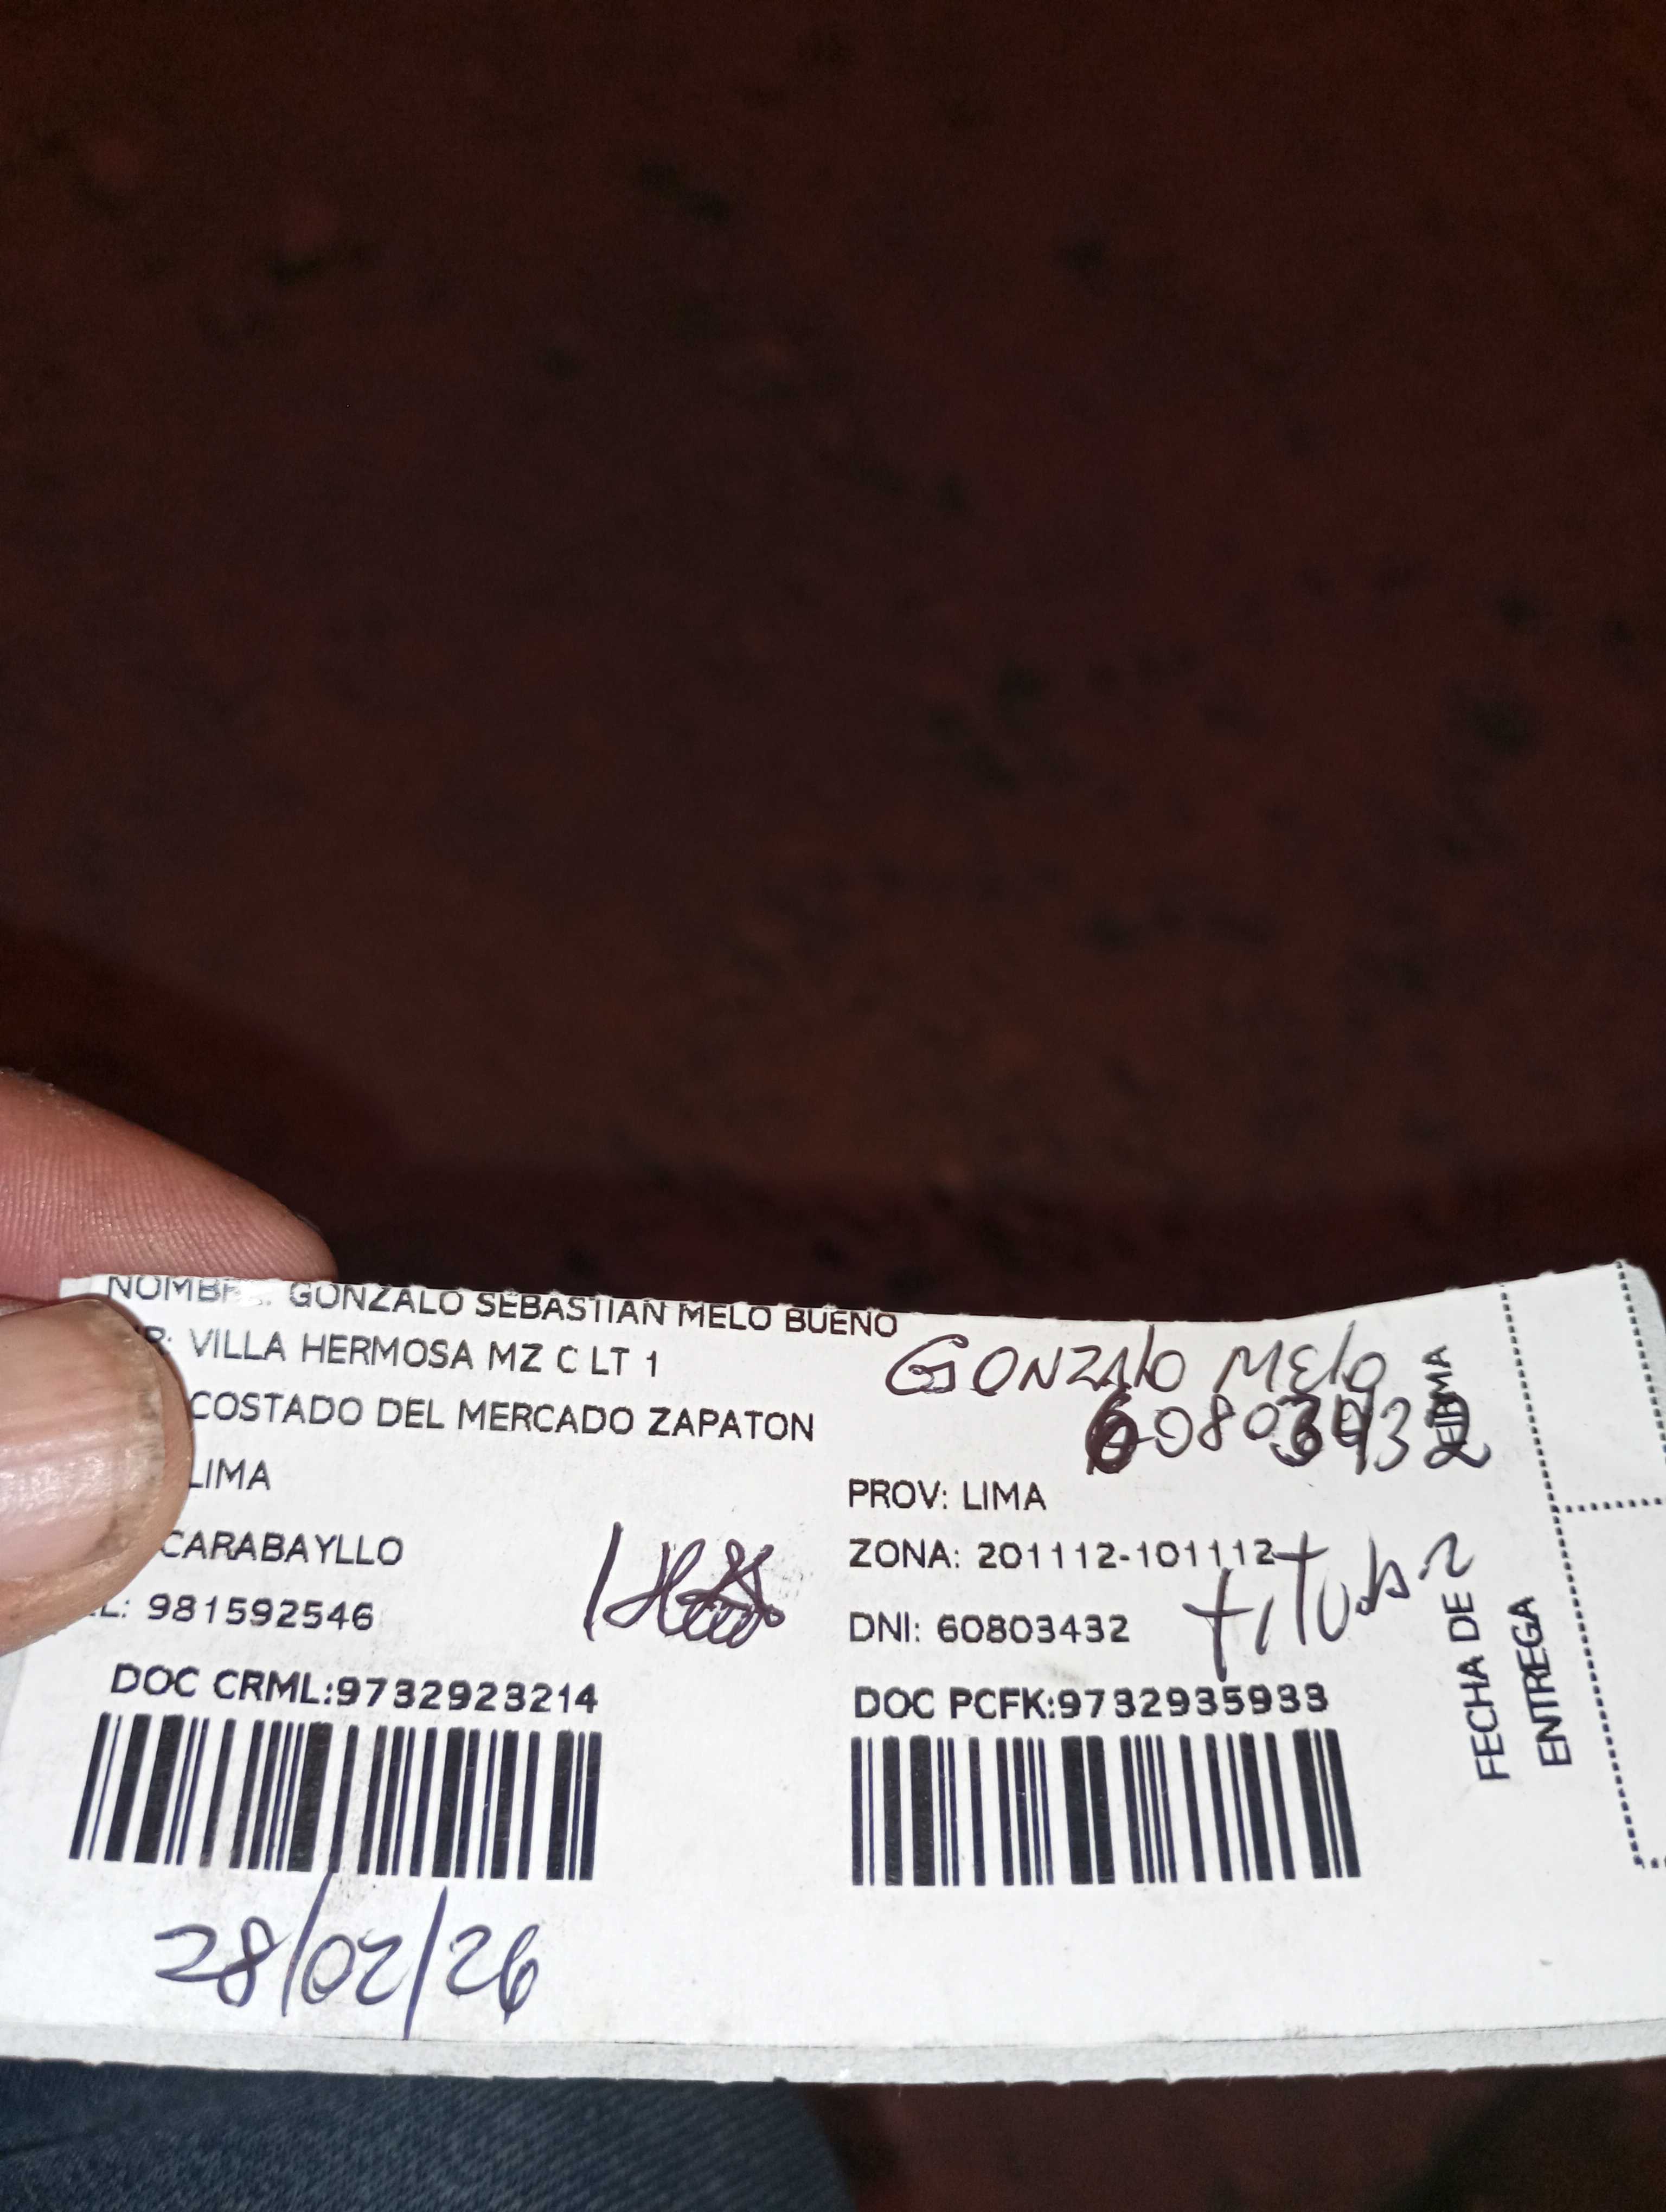 GONZALO SEBASTIAN MELO BUENO
VILLA HERMOSA MZ C LT 1
COSTADO DEL MERCADO ZAPATON
LIMA
CARABAYLLO
981592546
GONZALO MELO
60803432
FIRMA
PROV: LIMA
ZONA: 201112-101112
DNI: 60803432
titular
DOC CRML:9732923214
DOC PCFK:9732935933
FECHA DE
ENTREGA
28/02/26